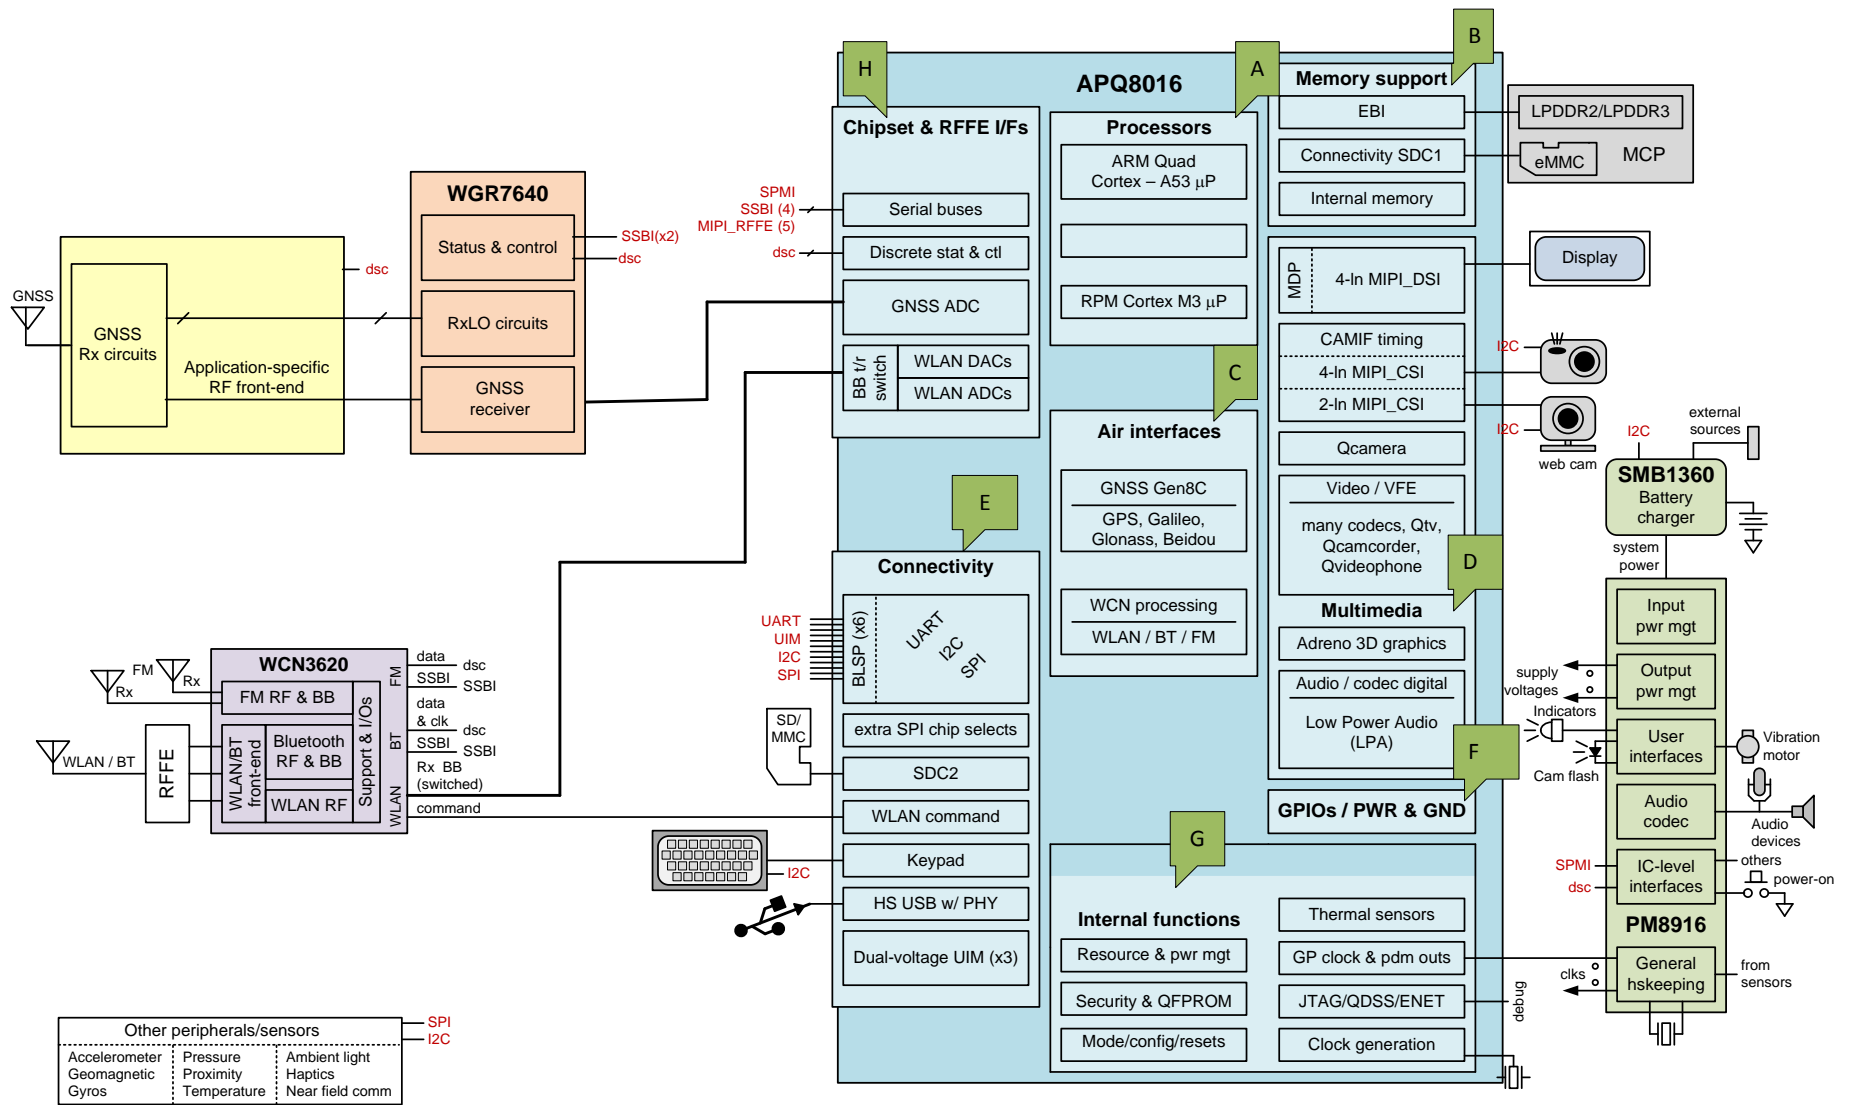 GNSS
GNSS
Rx circuits
dsc
Application-specific
RF front-end
WGR7640
Status & control
SSBI(x2)
dsc
RxLO circuits
GNSS
receiver
WCN3620
FM
Rx
Rx
FM RF & BB
WLAN / BT
RFFE
WLAN/BT
front-end
Bluetooth
RF & BB
WLAN RF
Support & I/Os
FM
BT
WLAN
data
dsc
SSBI
SSBI
data
& clk
dsc
SSBI
SSBI
Rx BB
(switched)
command
Other peripherals/sensors
SPI
I2C
Accelerometer
Geomagnetic
Gyros
Pressure
Proximity
Temperature
Ambient light
Haptics
Near field comm
APQ8016
H
Chipset & RFFE I/Fs
SPMI
SSBI (4)
MIPI_RFFE (5)
Serial buses
dsc
Discrete stat & ctl
GNSS ADC
BB t/r
switch
WLAN DACs
WLAN ADCs
E
Connectivity
UART
UIM
I2C
SPI
BLSP (x6)
UART
I2C
SPI
extra SPI chip selects
SD/
MMC
SDC2
WLAN command
Keypad
I2C
HS USB w/ PHY
Dual-voltage UIM (x3)
A
Processors
ARM Quad
Cortex – A53 µP
RPM Cortex M3 µP
C
Air interfaces
GNSS Gen8C
GPS, Galileo,
Glonass, Beidou
WCN processing
WLAN / BT / FM
B
Memory support
EBI
Connectivity SDC1
Internal memory
LPDDR2/LPDDR3
eMMC
MCP
MDP
4-ln MIPI_DSI
Display
CAMIF timing
4-ln MIPI_CSI
2-ln MIPI_CSI
I2C
I2C
web cam
Qcamera
Video / VFE
many codecs, Qtv,
Qcamcorder,
Qvideophone
D
Multimedia
Adreno 3D graphics
Audio / codec digital
Low Power Audio
(LPA)
F
GPIOs / PWR & GND
G
Internal functions
Resource & pwr mgt
Security & QFPROM
Mode/config/resets
Thermal sensors
GP clock & pdm outs
JTAG/QDSS/ENET
Clock generation
debug
I2C
external
sources
SMB1360
Battery
charger
system
power
Input
pwr mgt
Output
pwr mgt
supply
voltages
Indicators
User
interfaces
Cam flash
Vibration
motor
Audio
codec
Audio
devices
SPMI
dsc
IC-level
interfaces
others
power-on
PM8916
General
hskeeping
clks
from
sensors